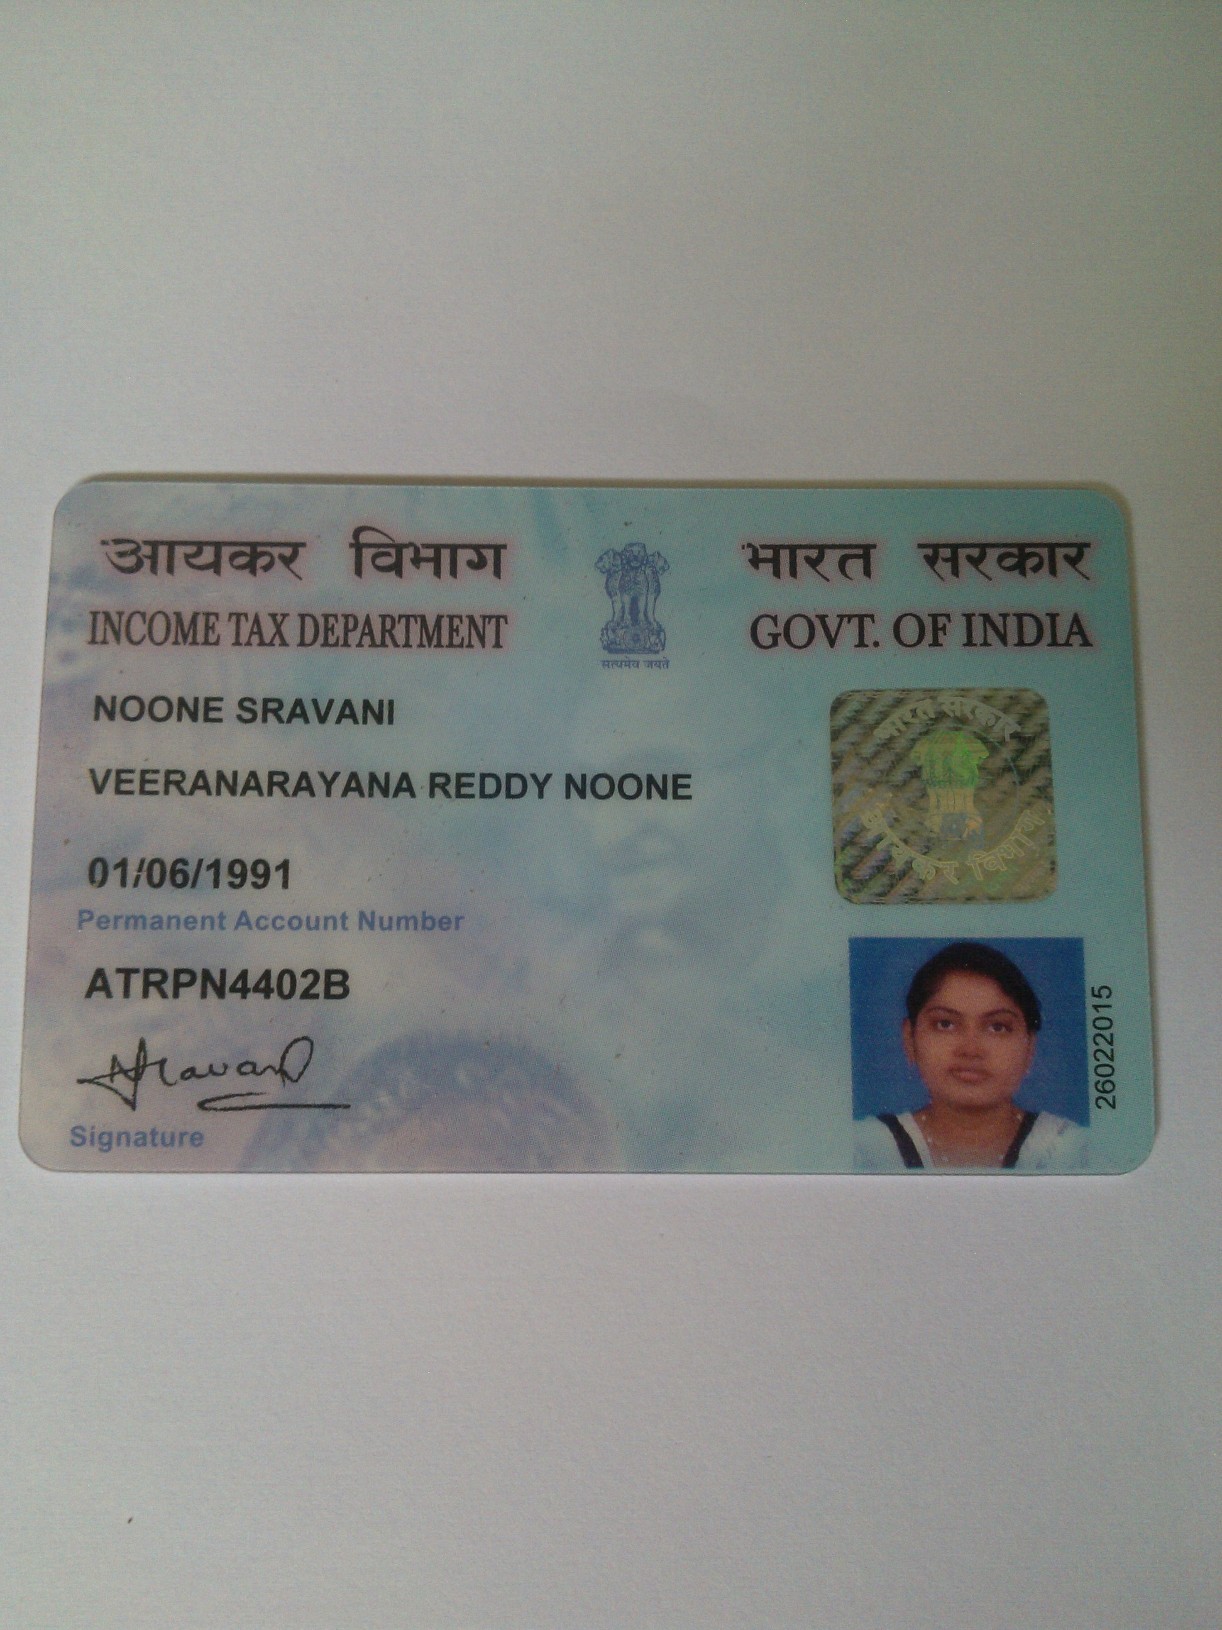 आयकर विभाग
INCOME TAX DEPARTMENT
सत्यमेव जयते
भारत सरकार
GOVT. OF INDIA
NOONE SRAVANI
VEERANARAYANA REDDY NOONE
01/06/1991
Permanent Account Number
ATRPN4402B
Sravani
Signature
भारत सरकार
आयकर विभाग
26022015